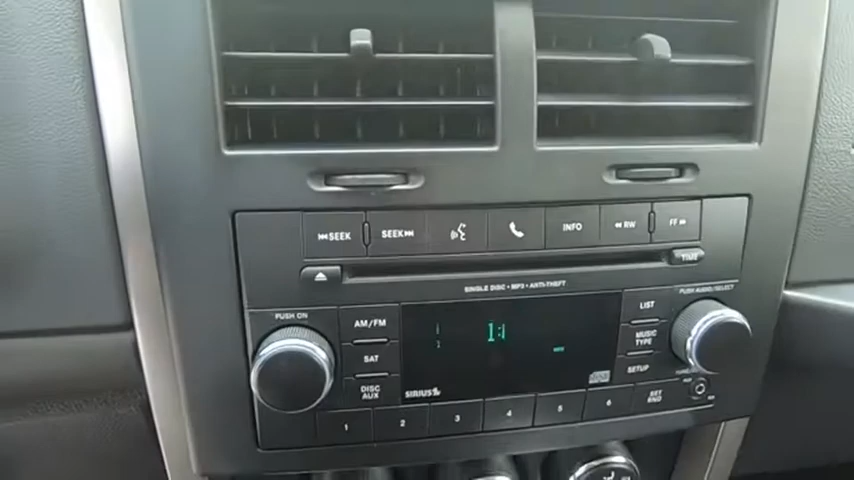 ⏮SEEK SEEK⏭ INFO ◄◄RW FF►►
TIME
SINGLE DISC • MP3 • ANTI-THEFT
PUSH ON LIST PUSH AUDIO/SELECT
AM/FM MUSIC TYPE
SAT SETUP
DISC AUX SIRIUS SET RND
1 2 3 4 5 6